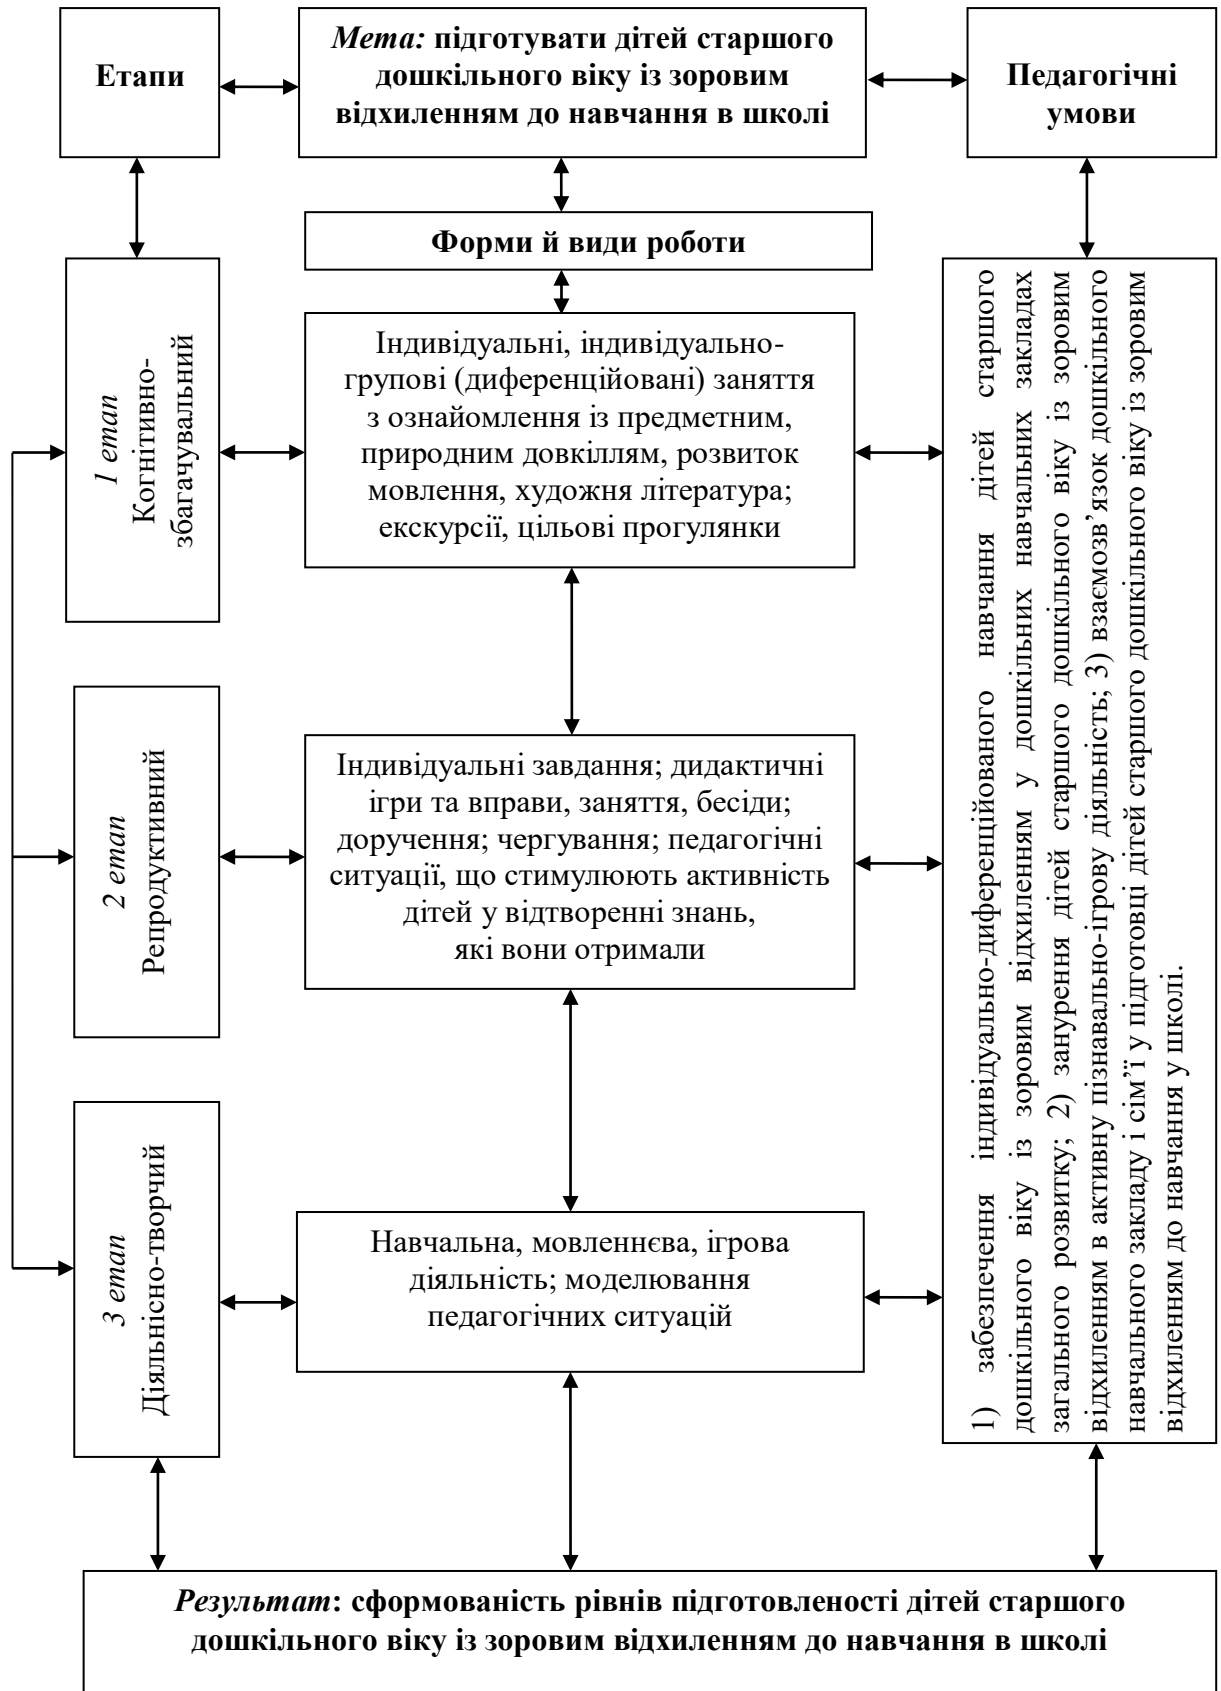 Етапи
Мета: підготувати дітей старшого
дошкільного віку із зоровим
відхиленням до навчання в школі
Педагогічні
умови
Форми й види роботи
1 етап
Когнітивно-
збагачувальний
Індивідуальні, індивідуально-
групові (диференційовані) заняття
з ознайомлення із предметним,
природним довкіллям, розвиток
мовлення, художня література;
екскурсії, цільові прогулянки
2 етап
Репродуктивний
Індивідуальні завдання; дидактичні
ігри та вправи, заняття, бесіди;
доручення; чергування; педагогічні
ситуації, що стимулюють активність
дітей у відтворенні знань,
які вони отримали
3 етап
Діяльнісно-творчий
Навчальна, мовленнєва, ігрова
діяльність; моделювання
педагогічних ситуацій
1) забезпечення індивідуально-диференційованого навчання дітей старшого
дошкільного віку із зоровим відхиленням у дошкільних навчальних закладах
загального розвитку; 2) занурення дітей старшого дошкільного віку із зоровим
відхиленням в активну пізнавально-ігрову діяльність; 3) взаємозв’язок дошкільного
навчального закладу і сім’ї у підготовці дітей старшого дошкільного віку із зоровим
відхиленням до навчання у школі.
Результат: сформованість рівнів підготовленості дітей старшого
дошкільного віку із зоровим відхиленням до навчання в школі